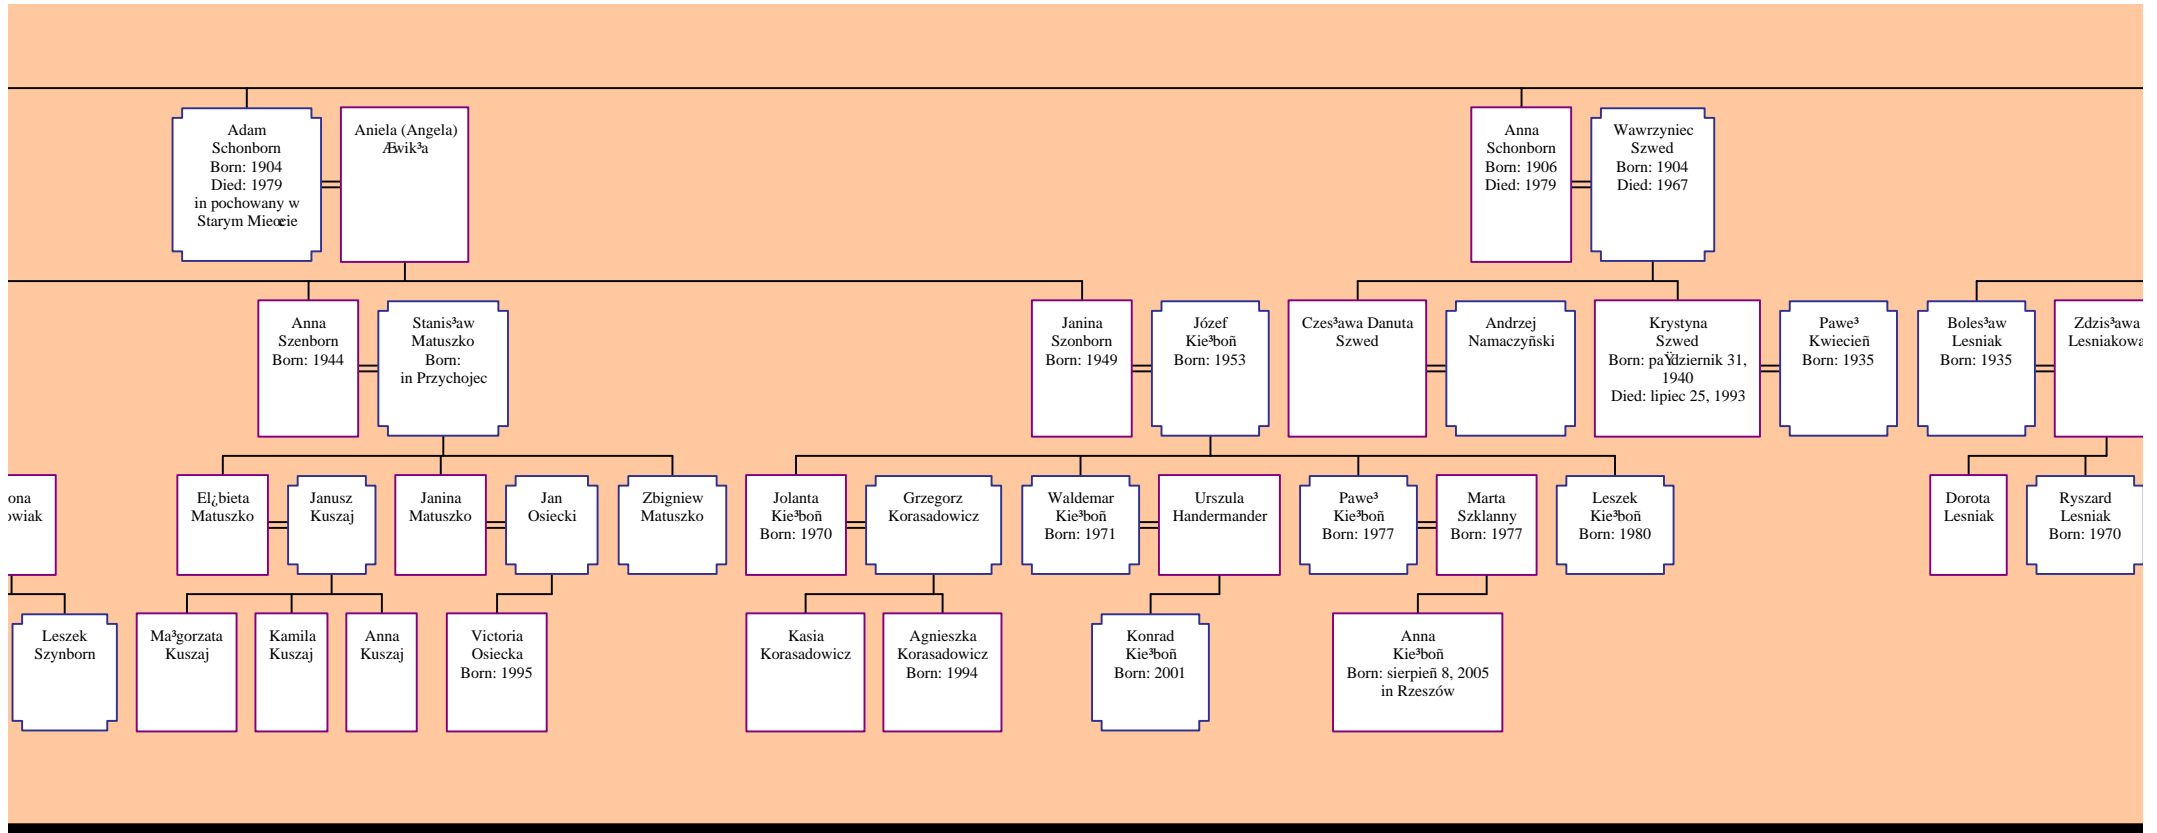 Adam
Schonborn
Born: 1904
Died: 1979
in pochowany w
Starym Mieœcie
Aniela (Angela)
Æwik³a
Anna
Schonborn
Born: 1906
Died: 1979
Wawrzyniec
Szwed
Born: 1904
Died: 1967
Anna
Szenborn
Born: 1944
Stanis³aw
Matuszko
Born:
in Przychojec
Janina
Szonborn
Born: 1949
Józef
Kie³boñ
Born: 1953
Czes³awa Danuta
Szwed
Andrzej
Namaczyñski
Krystyna
Szwed
Born: paŸdziernik 31,
1940
Died: lipiec 25, 1993
Pawe³
Kwecieñ
Born: 1935
Boles³aw
Lesniak
Born: 1935
Zdzis³awa
Lesniakowa
ona
owiak
El¿bieta
Matuszko
Janusz
Kuszaj
Janina
Matuszko
Jan
Osiecki
Zbigniew
Matuszko
Jolanta
Kie³boñ
Born: 1970
Grzegorz
Korasadowicz
Waldemar
Kie³boñ
Born: 1971
Urszula
Handermander
Pawe³
Kie³boñ
Born: 1977
Marta
Szklanny
Born: 1977
Leszek
Kie³boñ
Born: 1980
Dorota
Lesniak
Ryszard
Lesniak
Born: 1970
Leszek
Szynborn
Ma³gorzata
Kuszaj
Kamila
Kuszaj
Anna
Kuszaj
Victoria
Osiecka
Born: 1995
Kasia
Korasadowicz
Agnieszka
Korasadowicz
Born: 1994
Konrad
Kie³boñ
Born: 2001
Anna
Kie³boñ
Born: sierpieñ 8, 2005
in Rzeszów